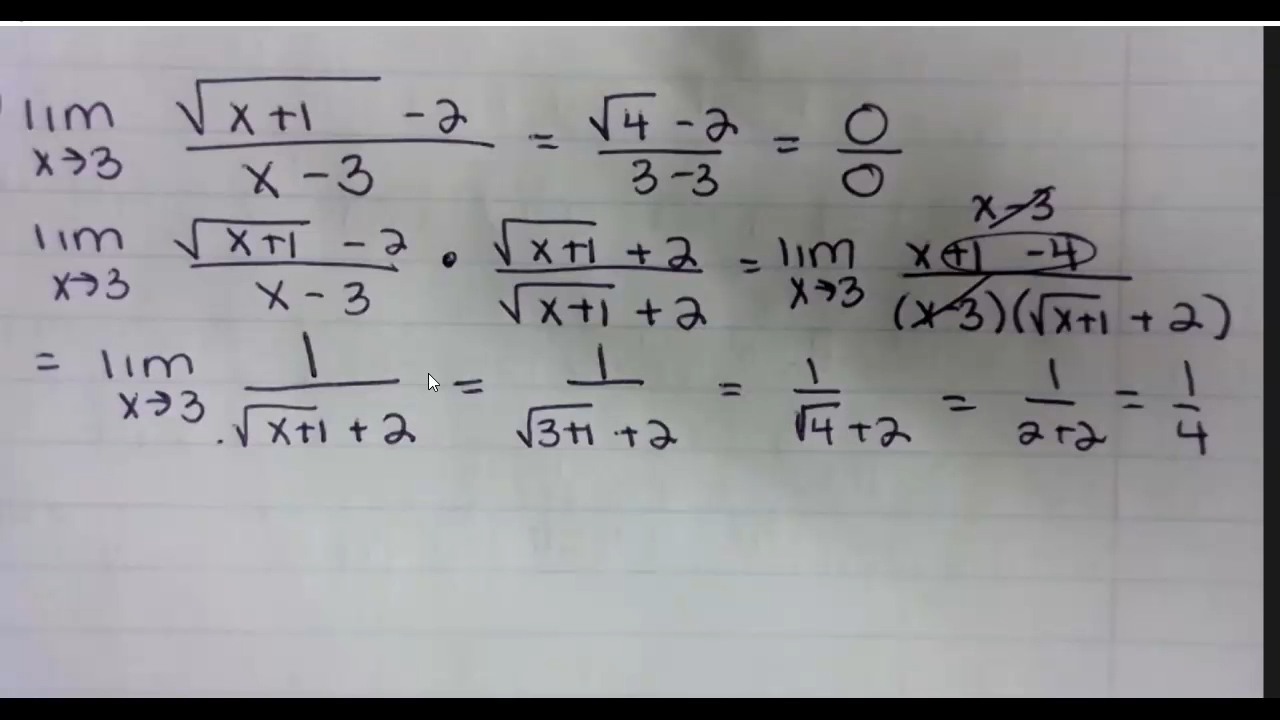 lim x→3 (√(x+1) - 2)/(x - 3) = (√4 - 2)/(3 - 3) = 0/0
lim x→3 (√(x+1) - 2)/(x - 3) • (√(x+1) + 2)/(√(x+1) + 2) = lim x→3 x - 3 (x + 1 - 4)/((x - 3)(√(x+1) + 2))
= lim x→3 1/(√(x+1) + 2) = 1/(√(3+1) + 2) = 1/(√4 + 2) = 1/(2 + 2) = 1/4